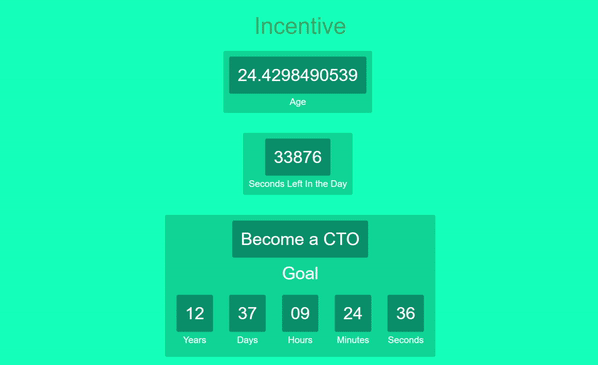 Incentive
24.4298490539
Age
33876
Seconds Left In the Day
Become a CTO
Goal
12 37 09 24 36
Years Days Hours Minutes Seconds